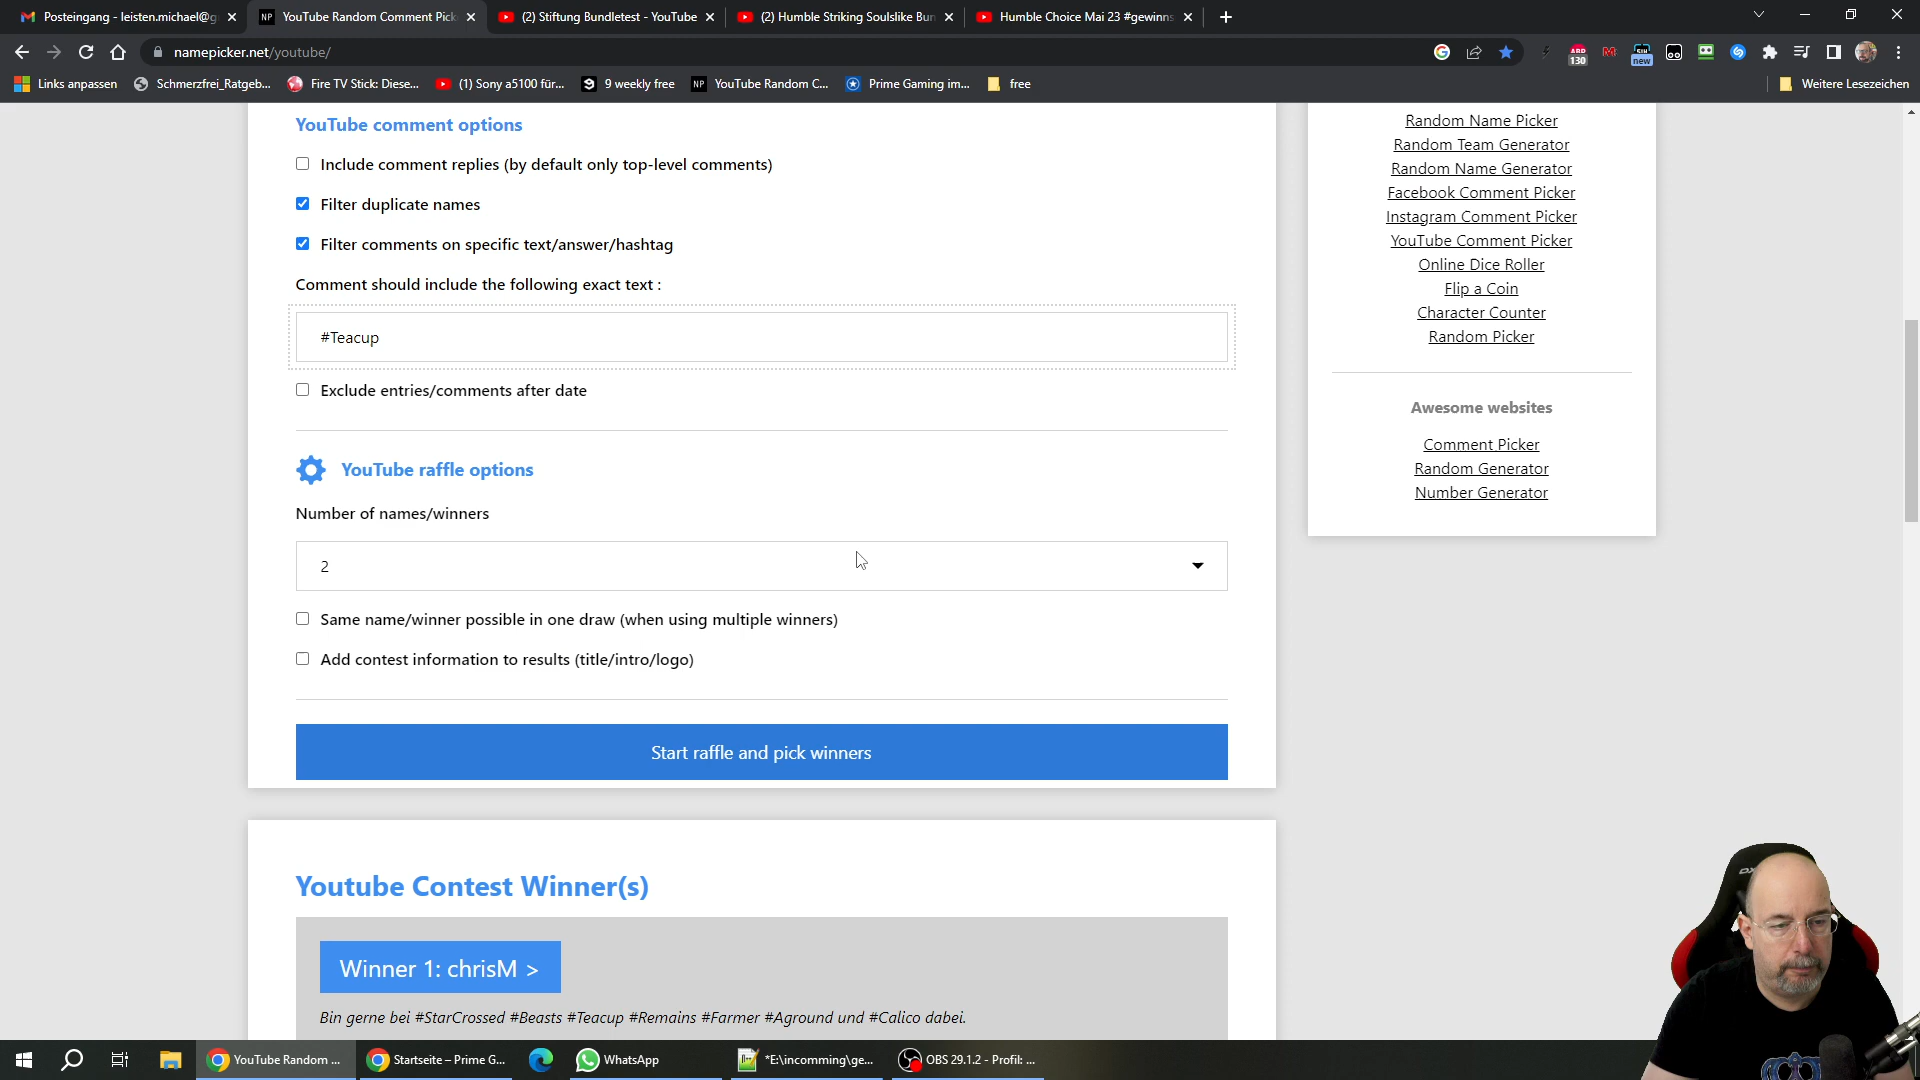 Posteingang - leisten.michael@g
YouTube Random Comment Pick
(2) Stiftung Bundletest - YouTube
(2) Humble Striking Soulslike Bun
Humble Choice Mai 23 #gewinns
namepicker.net/youtube/
130
new
Links anpassen
Schmerzfrei_Ratgeb...
Fire TV Stick: Diese...
(1) Sony a5100 für...
9 weekly free
YouTube Random C...
Prime Gaming im...
free
Weitere Lesezeichen
YouTube comment options
Include comment replies (by default only top-level comments)
Filter duplicate names
Filter comments on specific text/answer/hashtag
Comment should include the following exact text :
#Teacup
Exclude entries/comments after date
YouTube raffle options
Number of names/winners
2
Same name/winner possible in one draw (when using multiple winners)
Add contest information to results (title/intro/logo)
Start raffle and pick winners
Youtube Contest Winner(s)
Winner 1: chrisM >
Bin gerne bei #StarCrossed #Beasts #Teacup #Remains #Farmer #Aground und #Calico dabei.
Random Name Picker
Random Team Generator
Random Name Generator
Facebook Comment Picker
Instagram Comment Picker
YouTube Comment Picker
Online Dice Roller
Flip a Coin
Character Counter
Random Picker
Awesome websites
Comment Picker
Random Generator
Number Generator
YouTube Random ...
Startseite – Prime G...
WhatsApp
*E:\incomming\ge...
OBS 29.1.2 - Profil: ...